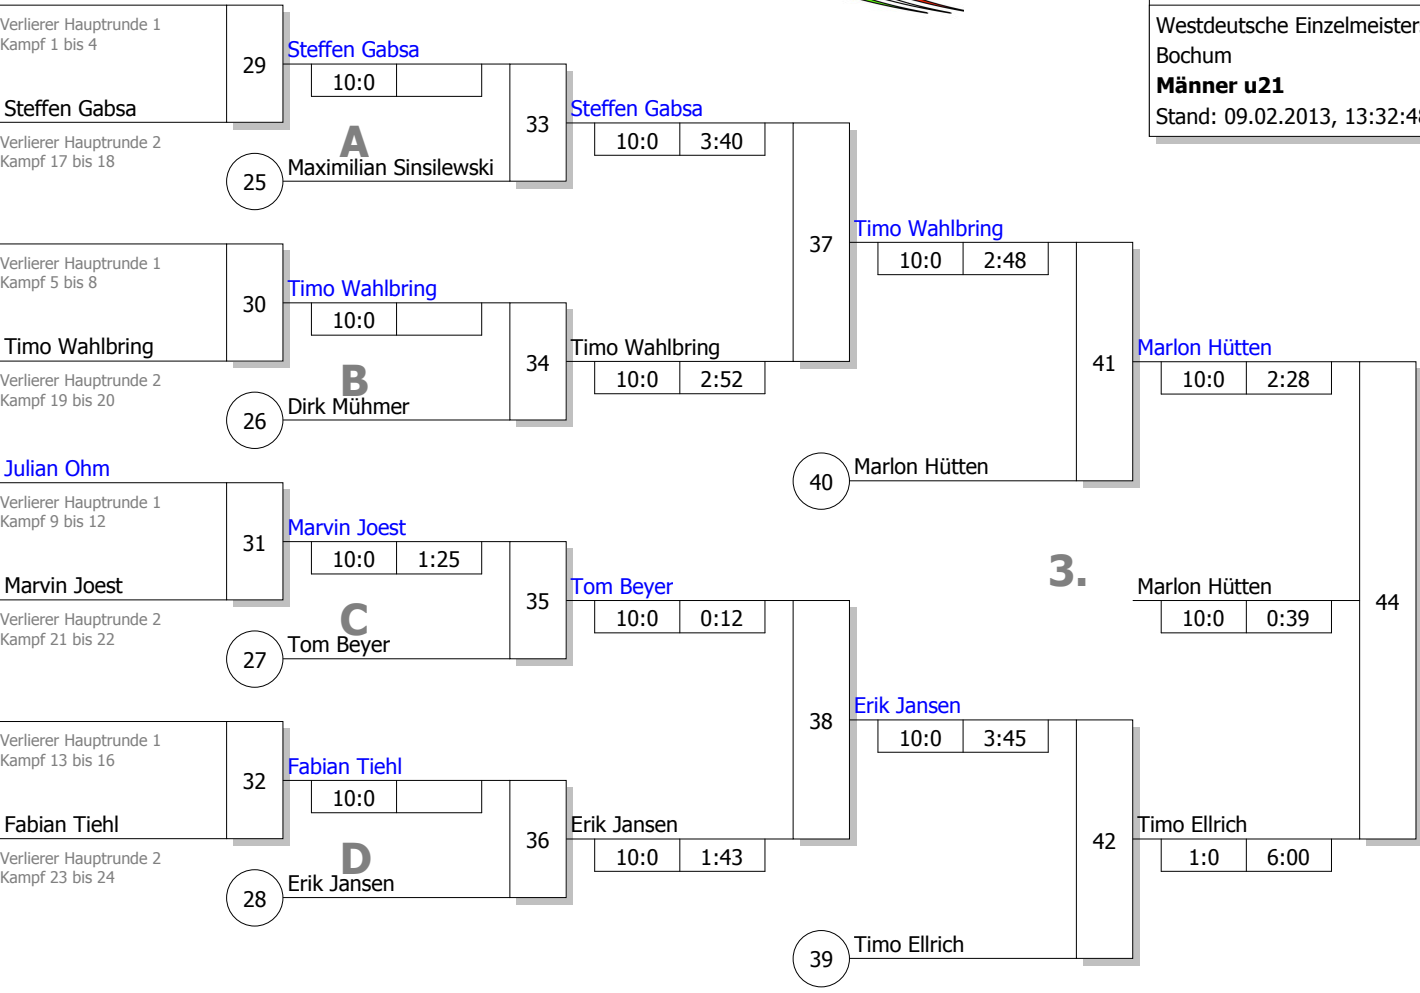 Westdeutsche Einzelmeister
Bochum
Männer u21
Stand: 09.02.2013, 13:32:48
Verlierer Hauptrunde 1
Kampf 1 bis 4
29
Steffen Gabsa
10:0
Steffen Gabsa
Verlierer Hauptrunde 2
Kampf 17 bis 18
A
25
Maximilian Sinsilewski
33
Steffen Gabsa
10:0 3:40
Verlierer Hauptrunde 1
Kampf 5 bis 8
30
Timo Wahlbring
10:0
Timo Wahlbring
Verlierer Hauptrunde 2
Kampf 19 bis 20
B
26
Dirk Mühmer
34
Timo Wahlbring
10:0 2:52
37
Timo Wahlbring
10:0 2:48
40
Marlon Hütten
41
Marlon Hütten
10:0 2:28
Julian Ohm
Verlierer Hauptrunde 1
Kampf 9 bis 12
31
Marvin Joest
10:0 1:25
Marvin Joest
Verlierer Hauptrunde 2
Kampf 21 bis 22
C
27
Tom Beyer
35
Tom Beyer
10:0 0:12
3.
Marlon Hütten
10:0 0:39
44
Verlierer Hauptrunde 1
Kampf 13 bis 16
32
Fabian Tiehl
10:0
Fabian Tiehl
Verlierer Hauptrunde 2
Kampf 23 bis 24
D
28
Erik Jansen
36
Erik Jansen
10:0 1:43
38
Erik Jansen
10:0 3:45
39
Timo Ellrich
42
Timo Ellrich
1:0 6:00